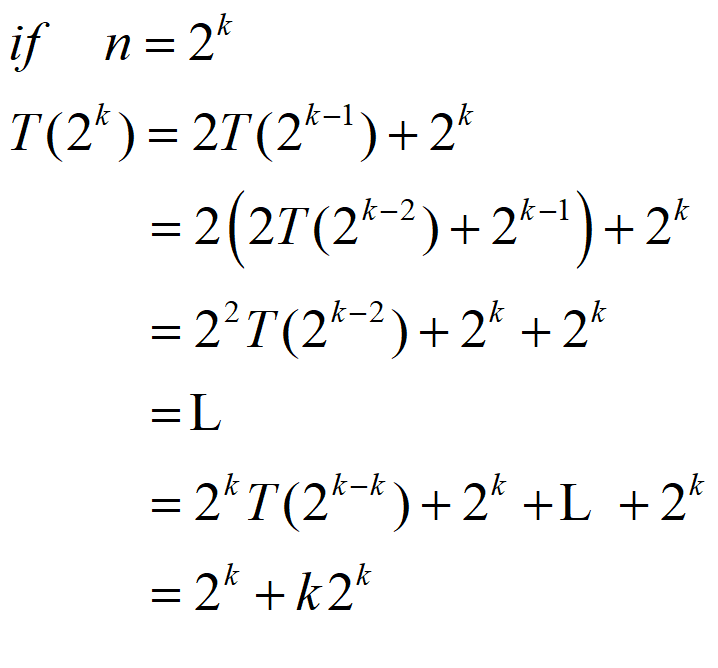 if n = 2^k
T(2^k) = 2T(2^{k-1}) + 2^k
= 2(2T(2^{k-2}) + 2^{k-1}) + 2^k
= 2^2 T(2^{k-2}) + 2^k + 2^k
= L
= 2^k T(2^{k-k}) + 2^k + L + 2^k
= 2^k + k2^k